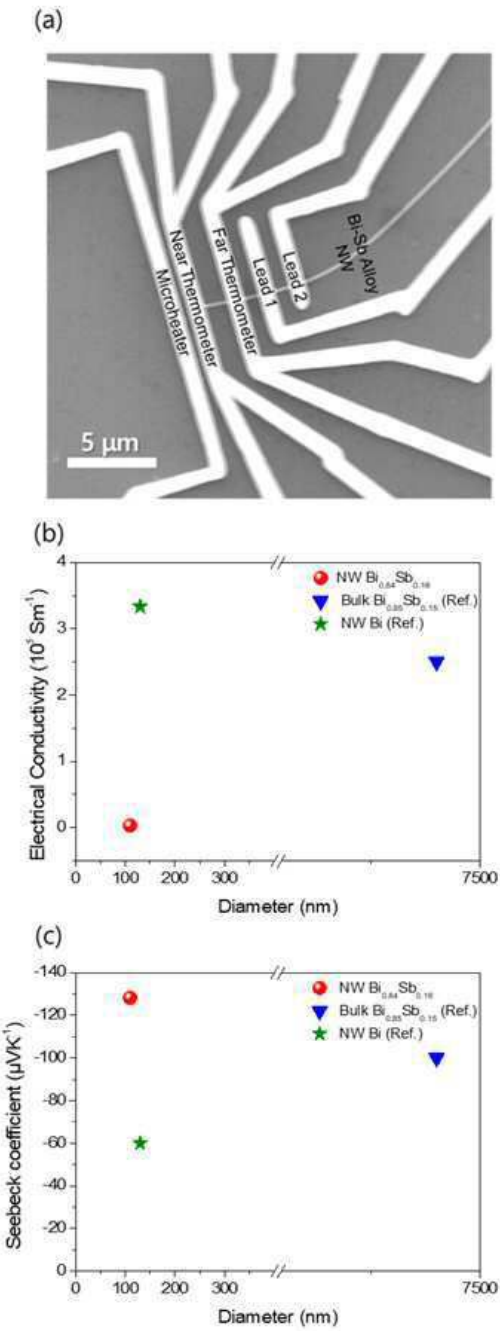 (a)
Microheater
Near Thermometer
Far Thermometer
Lead 1
Lead 2
Bi-Sb Alloy
NW
5 μm
(b)
Electrical Conductivity (10⁵ Sm⁻¹)
4
3
2
1
0
NW Bi₀.₈₄Sb₀.₁₆
Bulk Bi₀.₈₅Sb₀.₁₅ (Ref.)
NW Bi (Ref.)
0 100 200 300 7500
Diameter (nm)
(c)
Seebeck coefficient (μVK⁻¹)
-140
-120
-100
-80
-60
-40
-20
0
NW Bi₀.₈₄Sb₀.₁₆
Bulk Bi₀.₈₅Sb₀.₁₅ (Ref.)
NW Bi (Ref.)
0 100 200 300 7500
Diameter (nm)